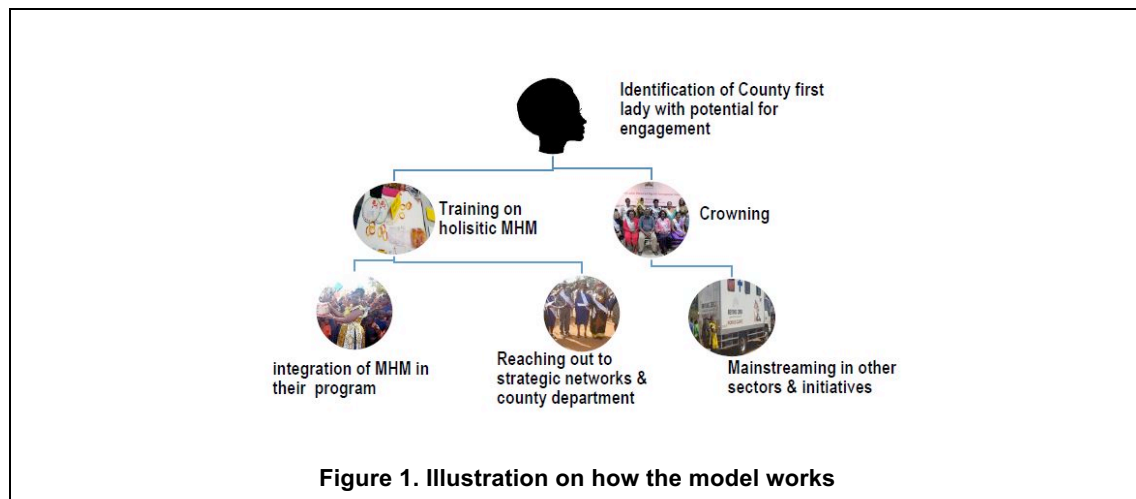 Identification of County first
lady with potential for
engagement
Training on
holisitic MHM
Crowning
integration of MHM in
their program
Reaching out to
strategic networks &
county department
Mainstreaming in other
sectors & initiatives
Figure 1. Illustration on how the model works